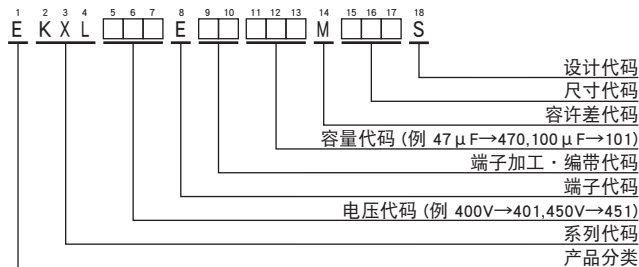 1 2 3 4 5 6 7 8 9 10 11 12 13 14 15 16 17 18
E K X L □□□ E □□ □□□ M □□□ S
设计代码
尺寸代码
容许差代码
容量代码 (例 47μF→470,100μF→101)
端子加工・编带代码
端子代码
电压代码 (例 400V→401,450V→451)
系列代码
产品分类